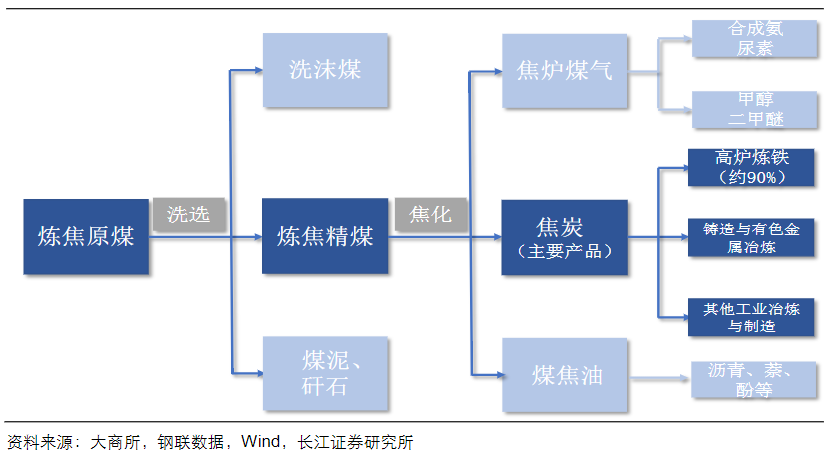 合成氨
尿素
洗沫煤
焦炉煤气
甲醇
二甲醚
高炉炼铁
（约90%）
洗选
焦化
炼焦原煤
炼焦精煤
焦炭
（主要产品）
铸造与有色金
属冶炼
其他工业冶炼
与制造
煤泥、
矸石
煤焦油
沥青、萘、
酚等
资料来源：大商所，钢联数据，Wind，长江证券研究所